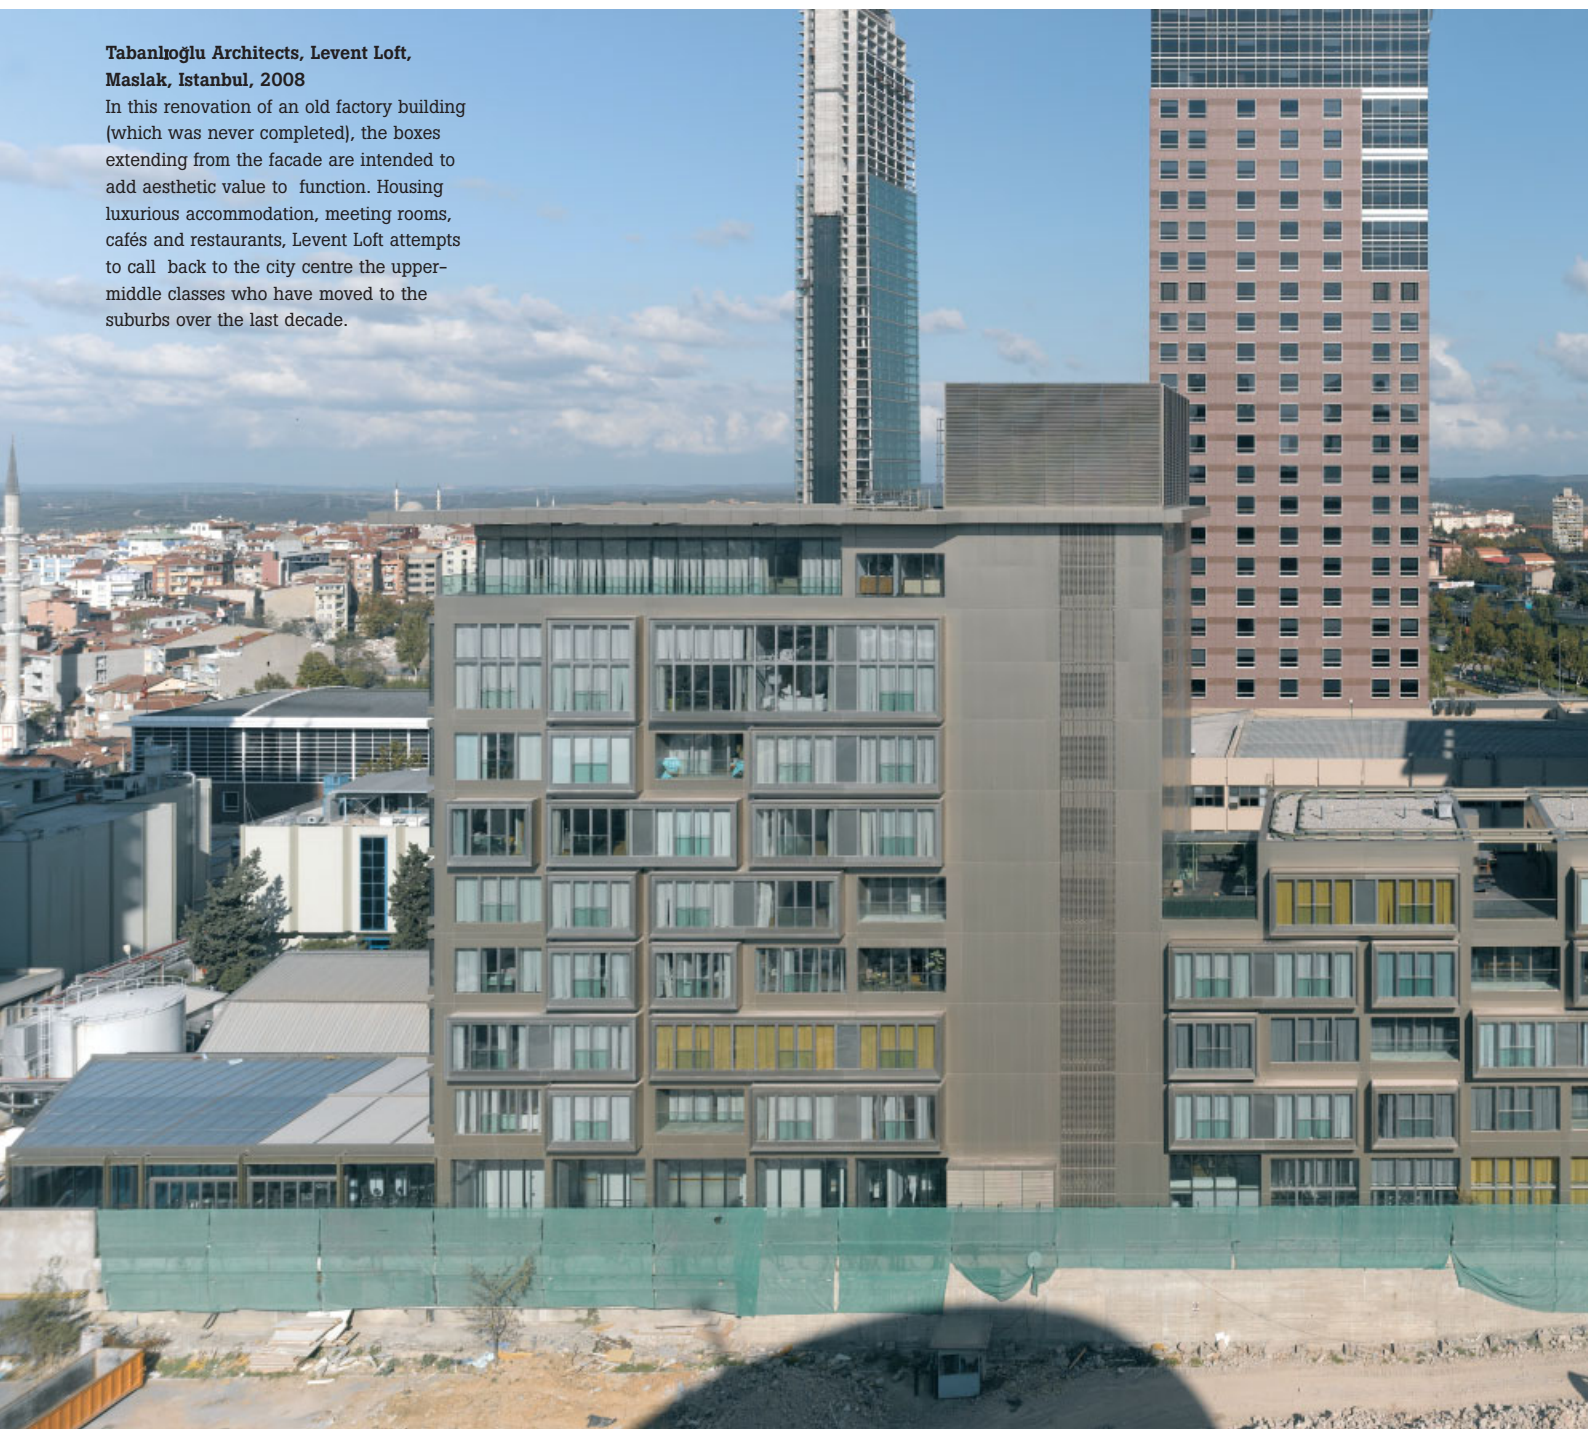 Tabanlıoğlu Architects, Levent Loft,
Maslak, Istanbul, 2008
In this renovation of an old factory building
(which was never completed), the boxes
extending from the facade are intended to
add aesthetic value to function. Housing
luxurious accommodation, meeting rooms,
cafés and restaurants, Levent Loft attempts
to call back to the city centre the upper-
middle classes who have moved to the
suburbs over the last decade.